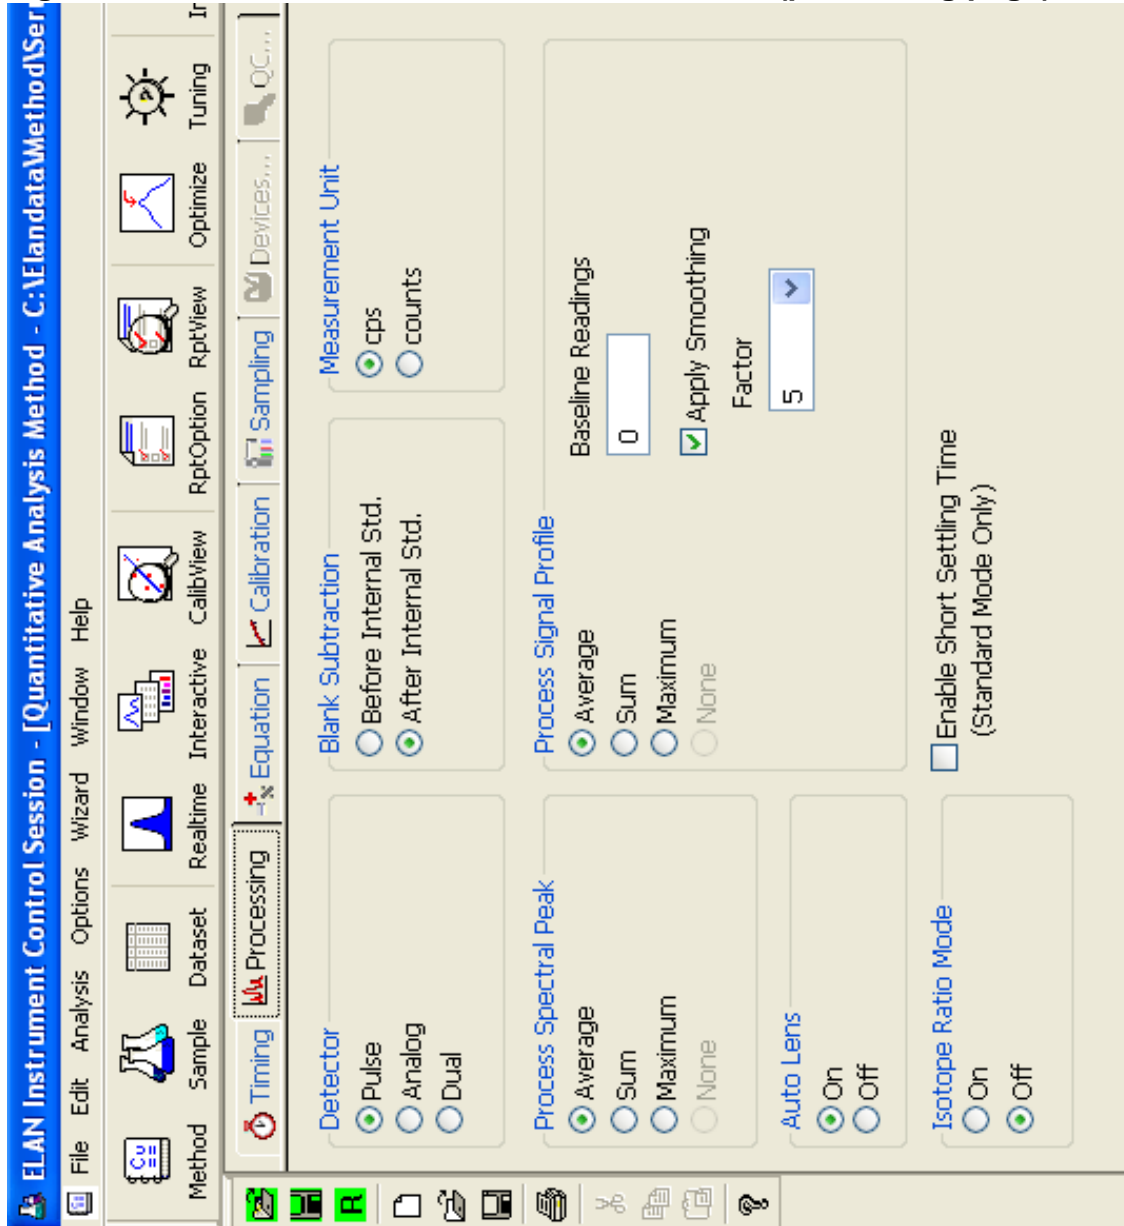 ELAN Instrument Control Session - [Quantitative Analysis Method - C:\Elandata\Method\Ser
File Edit Analysis Options Wizard Window Help
Method Sample Dataset Realtime Interactive CalibView RptOption RptView Optimize Tuning
Timing Processing Equation Calibration Sampling Devices... QC...
Detector
Pulse
Analog
Dual
Blank Subtraction
Before Internal Std.
After Internal Std.
Measurement Unit
cps
counts
Process Spectral Peak
Average
Sum
Maximum
None
Process Signal Profile
Average
Sum
Maximum
None
Baseline Readings
0
Apply Smoothing
Factor
5
Auto Lens
On
Off
Isotope Ratio Mode
On
Off
Enable Short Settling Time
(Standard Mode Only)